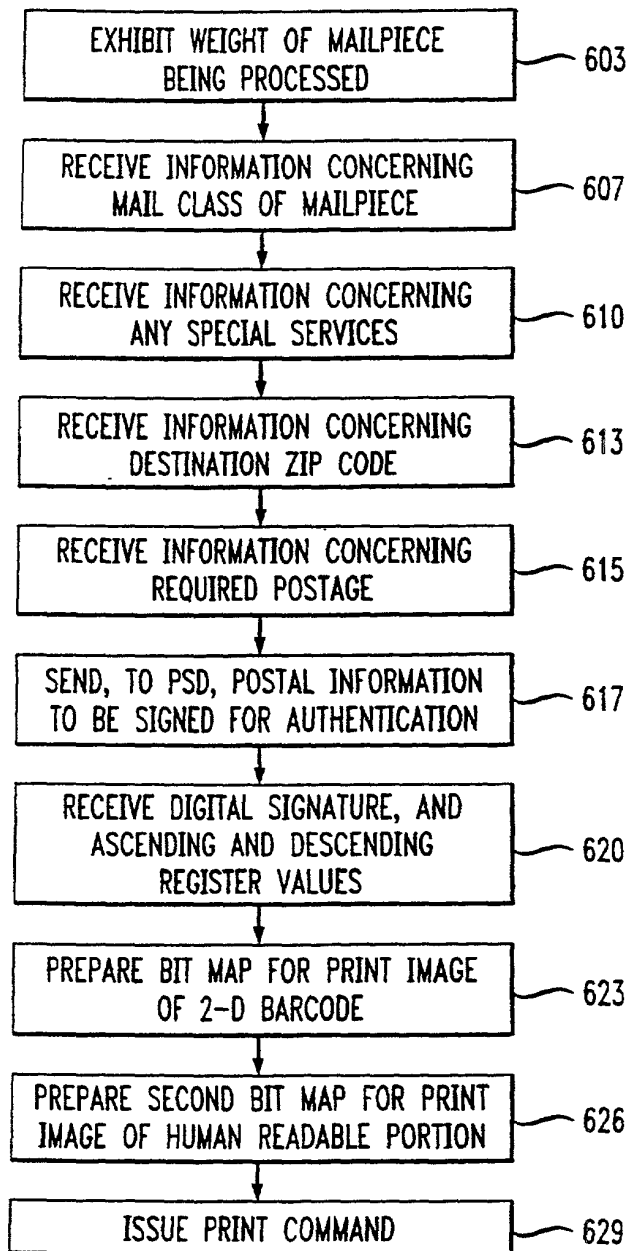 EXHIBIT WEIGHT OF MAILPIECE
BEING PROCESSED
603
RECEIVE INFORMATION CONCERNING
MAIL CLASS OF MAILPIECE
607
RECEIVE INFORMATION CONCERNING
ANY SPECIAL SERVICES
610
RECEIVE INFORMATION CONCERNING
DESTINATION ZIP CODE
613
RECEIVE INFORMATION CONCERNING
REQUIRED POSTAGE
615
SEND, TO PSD, POSTAL INFORMATION
TO BE SIGNED FOR AUTHENTICATION
617
RECEIVE DIGITAL SIGNATURE, AND
ASCENDING AND DESCENDING
REGISTER VALUES
620
PREPARE BIT MAP FOR PRINT IMAGE
OF 2-D BARCODE
623
PREPARE SECOND BIT MAP FOR PRINT
IMAGE OF HUMAN READABLE PORTION
626
ISSUE PRINT COMMAND
629